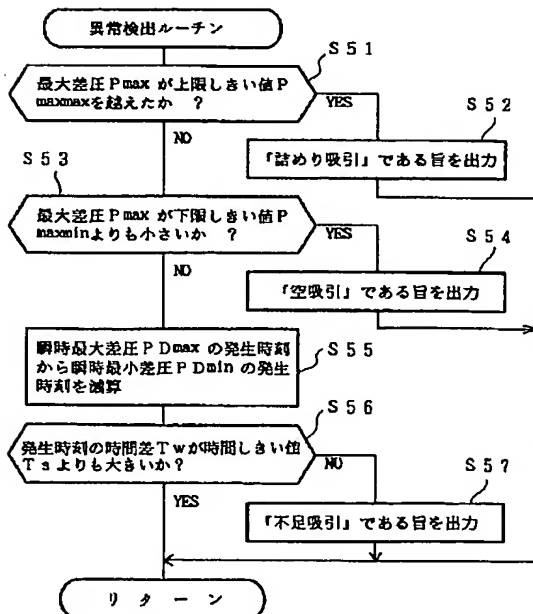 異常検出ルーチン
S51
最大差圧Pmaxが上限しきい値P
maxmaxを越えたか ?
YES
S52
NO
『詰めり吸引』である旨を出力
S53
最大差圧Pmaxが下限しきい値P
maxminよりも小さいか ?
YES
S54
NO
『空吸引』である旨を出力
瞬時最大差圧PDmaxの発生時刻
から瞬時最小差圧PDminの発生
時刻を減算
S55
S56
発生時刻の時間差Twが時間しきい値
Tsよりも大きいか?
NO
S57
YES
『不足吸引』である旨を出力
リターン